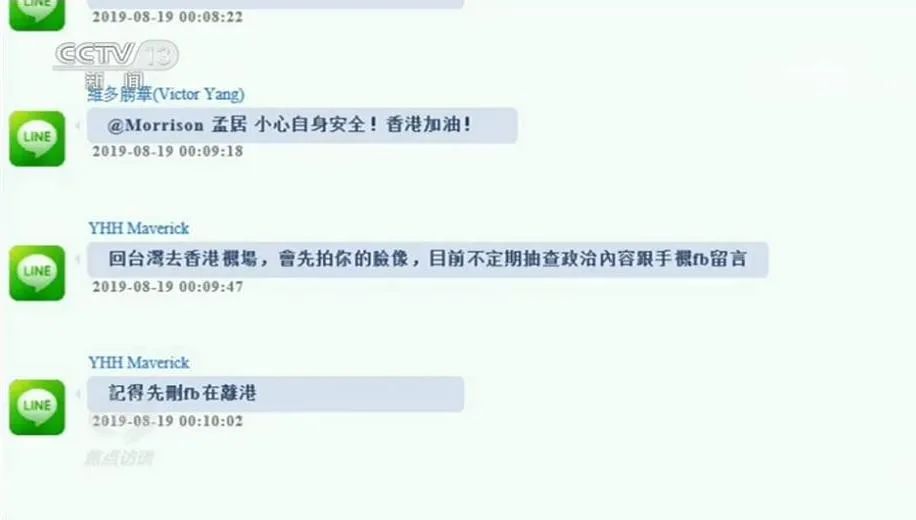 LINE
2019-08-19 00:08:22
CCTV 13
新闻
維多勝華(Victor Yang)
LINE
@Morrison 孟居 小心自身安全！香港加油！
2019-08-19 00:09:18
YHH Maverick
LINE
回台灣去香港機場，會先拍你的臉像，目前不定期抽查政治內容跟手機fb留言
2019-08-19 00:09:47
YHH Maverick
LINE
記得先刪fb在離港
2019-08-19 00:10:02
焦点访谈